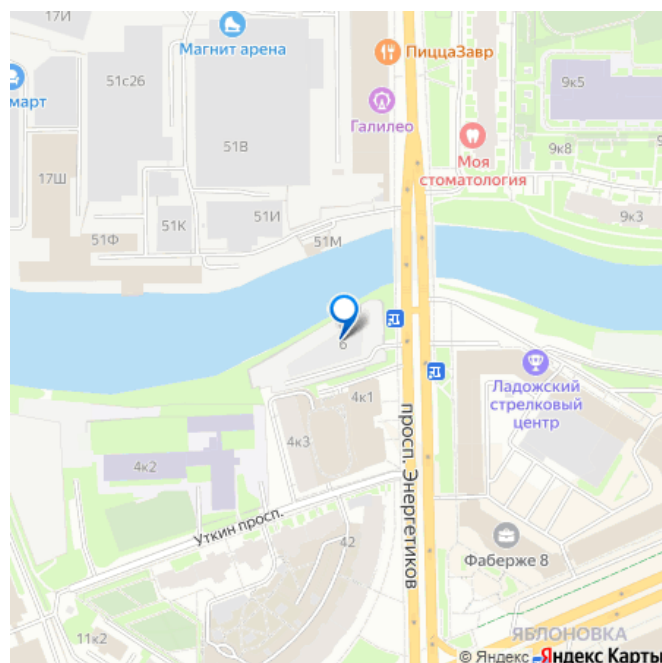 17И
Магнит арена
ПиццаЗавр
51с26
9к5
март
Галилео
51В
Моя
стоматология
9к8
17Ш
51К
51И
9к3
51Ф
51М
6
Ладожский
стрелковый
центр
4к1
просп. Энергетиков
4к3
4к2
Уткин просп.
42
Фаберже 8
11к2
ЯБЛОНОВКА
© Яндекс Яндекс Карты